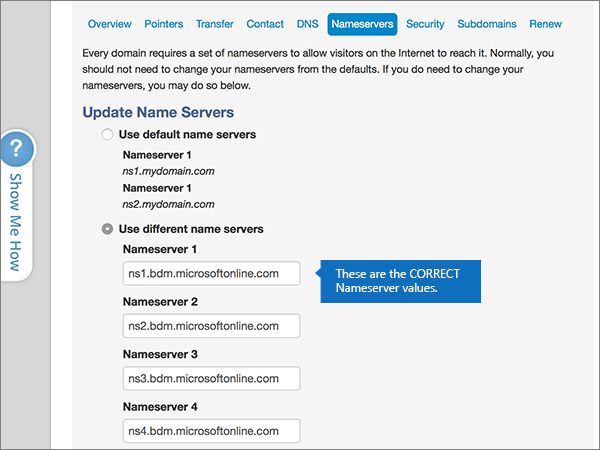 Overview Pointers Transfer Contact DNS Nameservers Security Subdomains Renew
Every domain requires a set of nameservers to allow visitors on the Internet to reach it. Normally, you
should not need to change your nameservers from the defaults. If you do need to change your
nameservers, you may do so below.
Update Name Servers
Use default name servers
Nameserver 1
ns1.mydomain.com
Nameserver 1
ns2.mydomain.com
? Show Me How
Use different name servers
Nameserver 1
ns1.bdm.microsoftonline.com
These are the CORRECT
Nameserver values.
Nameserver 2
ns2.bdm.microsoftonline.com
Nameserver 3
ns3.bdm.microsoftonline.com
Nameserver 4
ns4.bdm.microsoftonline.com